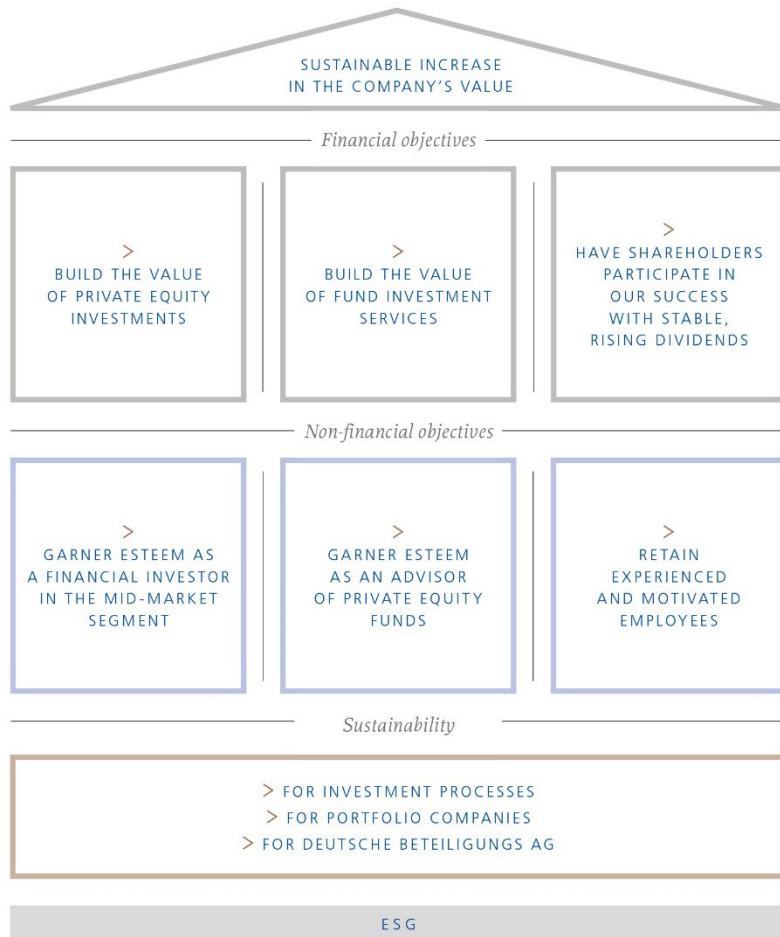 SUSTAINABLE INCREASE
IN THE COMPANY’S VALUE
Financial objectives
>
BUILD THE VALUE
OF PRIVATE EQUITY
INVESTMENTS
>
BUILD THE VALUE
OF FUND INVESTMENT
SERVICES
>
HAVE SHAREHOLDERS
PARTICIPATE IN
OUR SUCCESS
WITH STABLE,
RISING DIVIDENDS
Non-financial objectives
>
GARNER ESTEEM AS
A FINANCIAL INVESTOR
IN THE MID-MARKET
SEGMENT
>
GARNER ESTEEM
AS AN ADVISOR
OF PRIVATE EQUITY
FUNDS
>
RETAIN
EXPERIENCED
AND MOTIVATED
EMPLOYEES
Sustainability
> FOR INVESTMENT PROCESSES
> FOR PORTFOLIO COMPANIES
> FOR DEUTSCHE BETEILIGUNGS AG
ESG